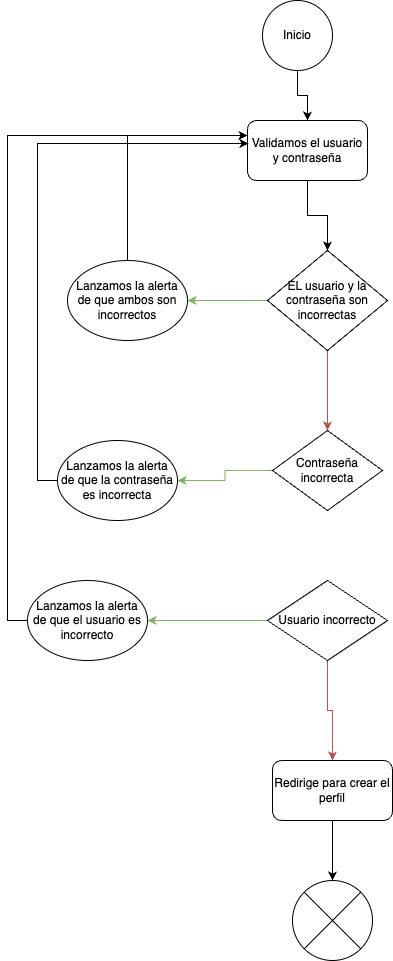 Inicio
Validamos el usuario
y contraseña
Lanzamos la alerta
de que ambos son
incorrectos
EL usuario y la
contraseña son
incorrectas
Lanzamos la alerta
de que la contraseña
es incorrecta
Contraseña
incorrecta
Lanzamos la alerta
de que el usuario es
incorrecto
Usuario incorrecto
Redirige para crear el
perfil